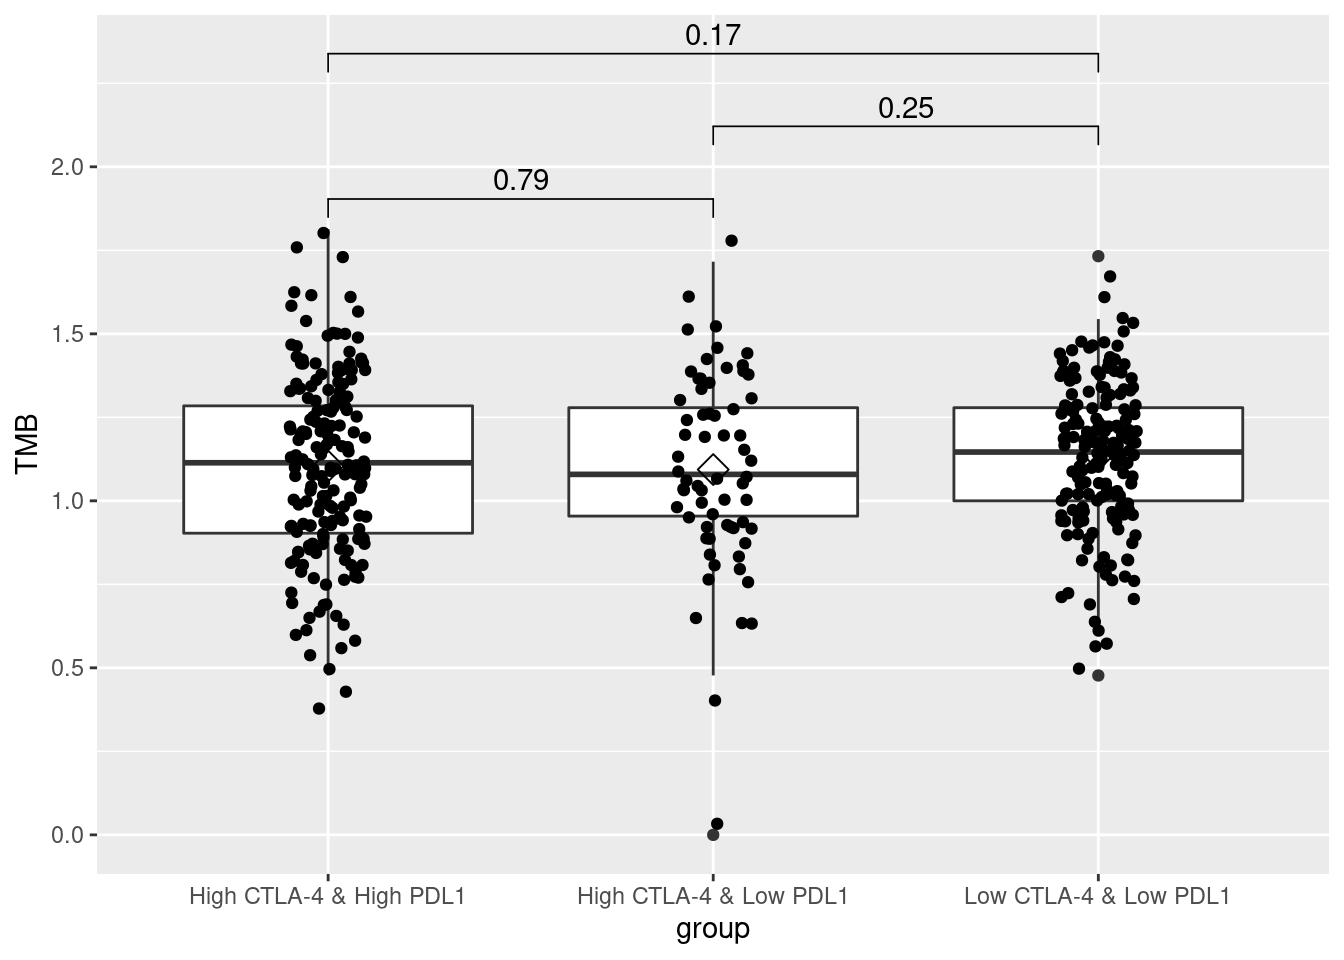 0.17
0.25
2.0
0.79
1.5
TMB
1.0
0.5
0.0
High CTLA-4 & High PDL1
High CTLA-4 & Low PDL1
Low CTLA-4 & Low PDL1
group